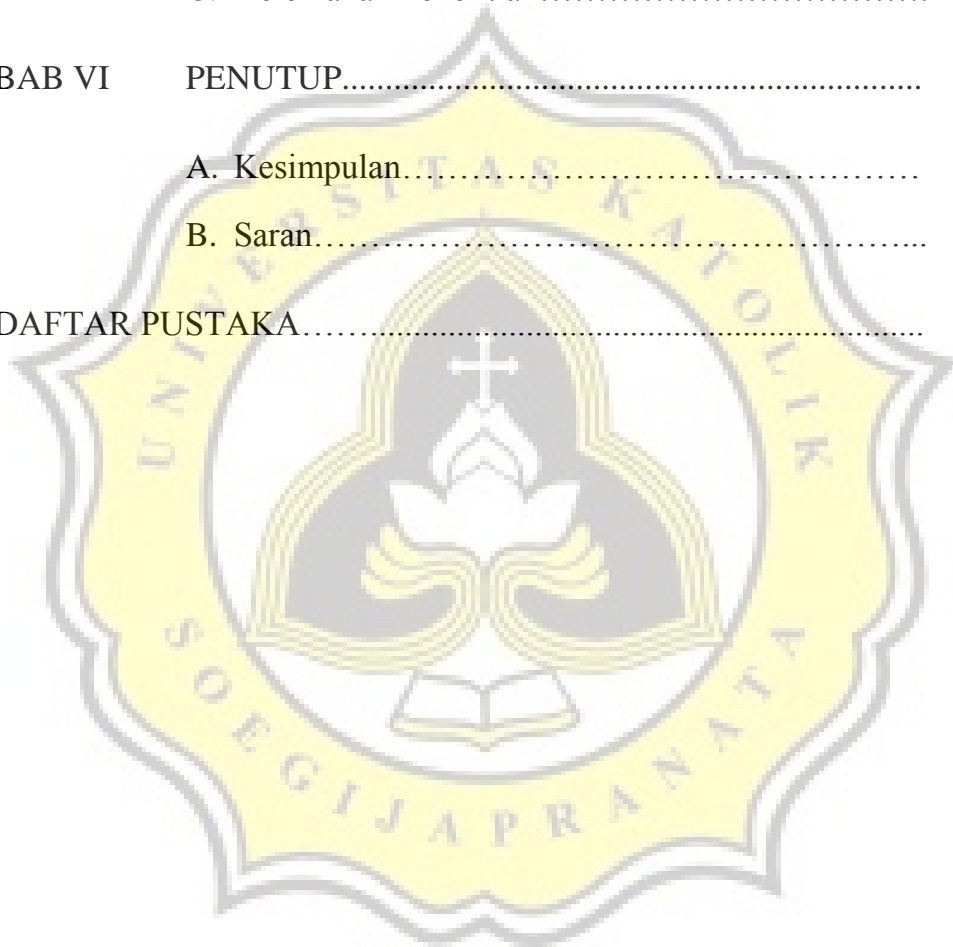 BAB VI PENUTUP.................................................................
A. Kesimpulan……………………………………………
B. Saran…………………………………………………...
DAFTAR PUSTAKA…….............................................................
UNIVERSITAS KATOLIK
SOEGIJAPRANATA